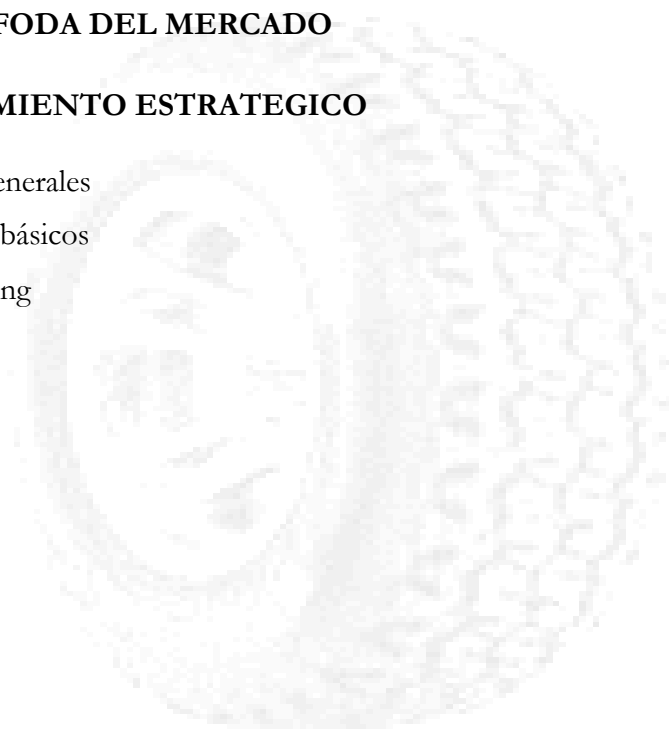 FODA DEL MERCADO
MIENTO ESTRATEGICO
enerales
básicos
ng